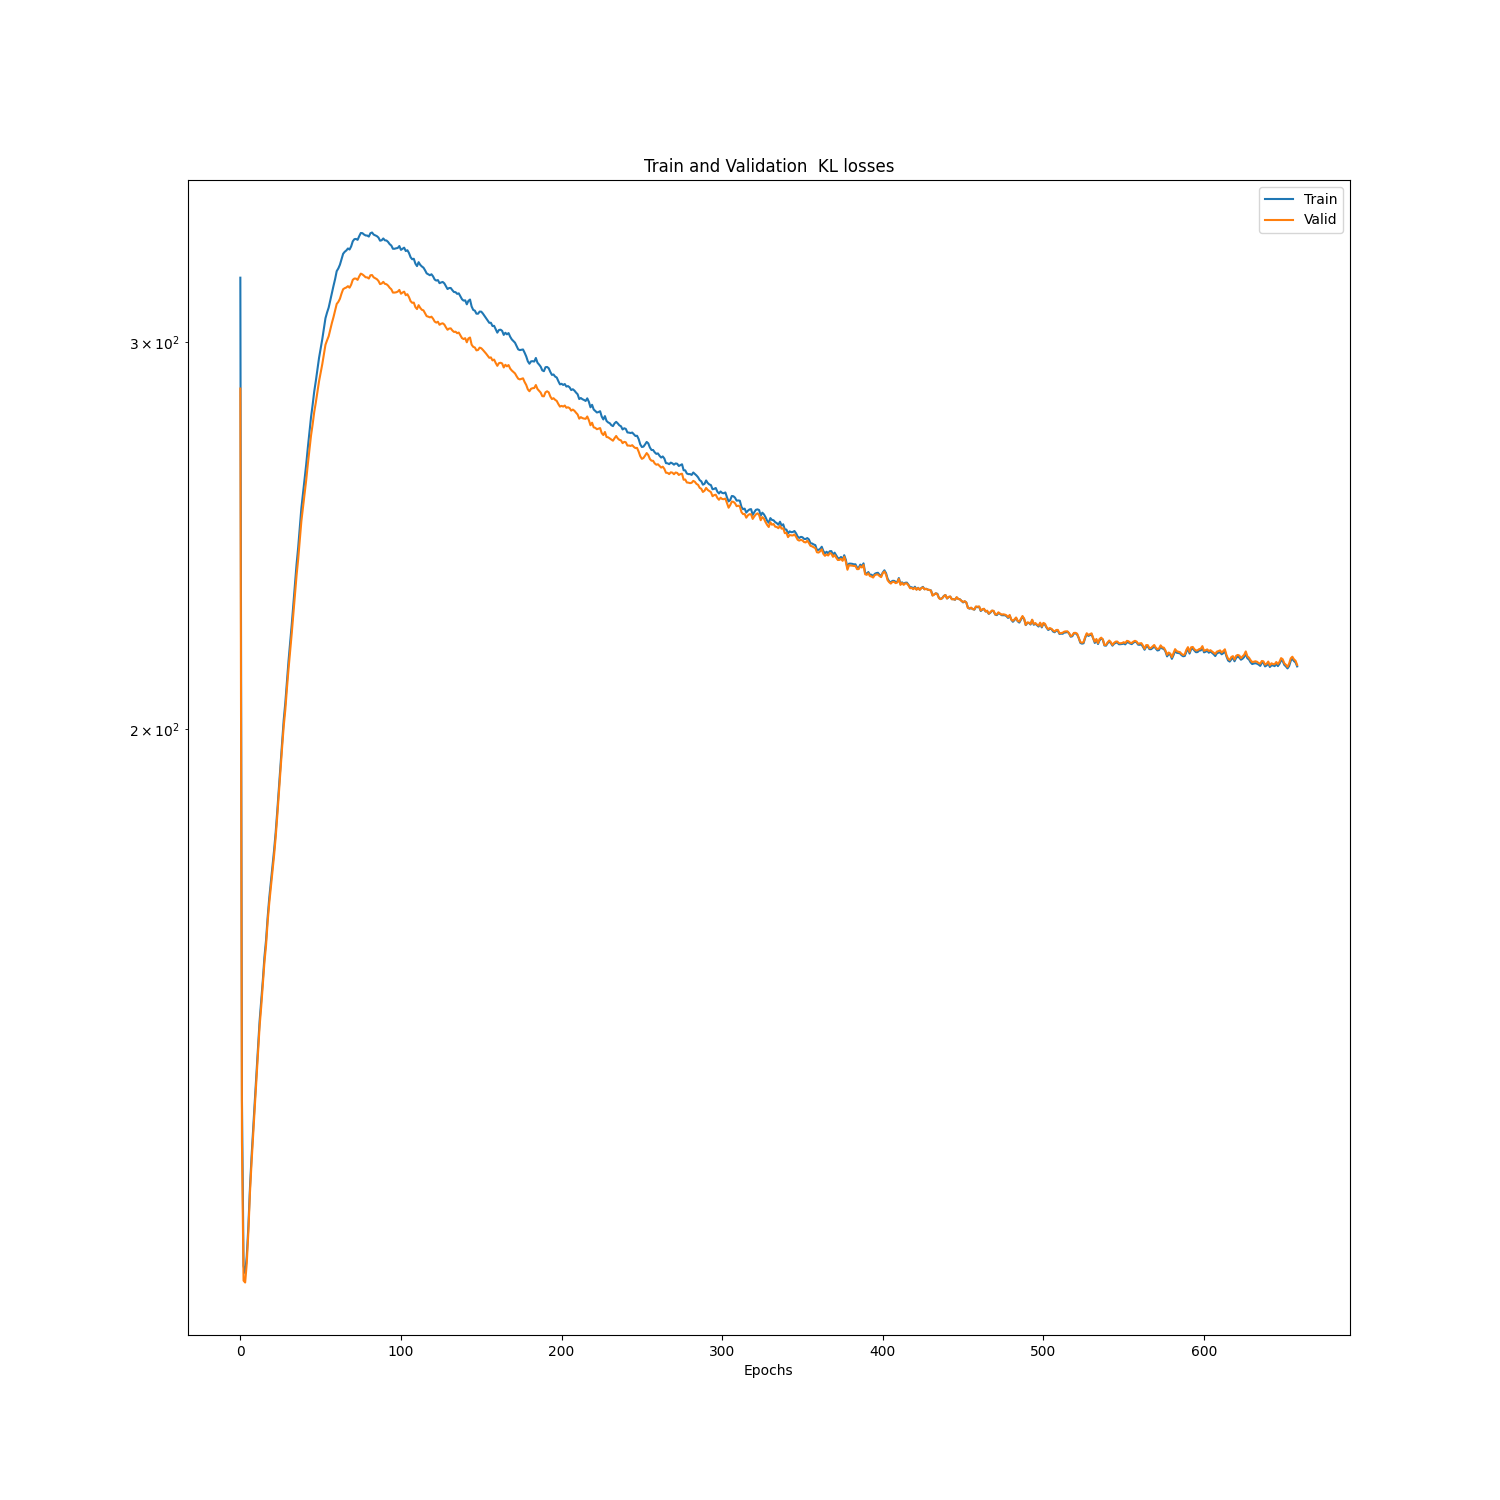 Train and Validation  KL losses
Train
Valid
3 × 10²
2 × 10²
0 100 200 300 400 500 600
Epochs